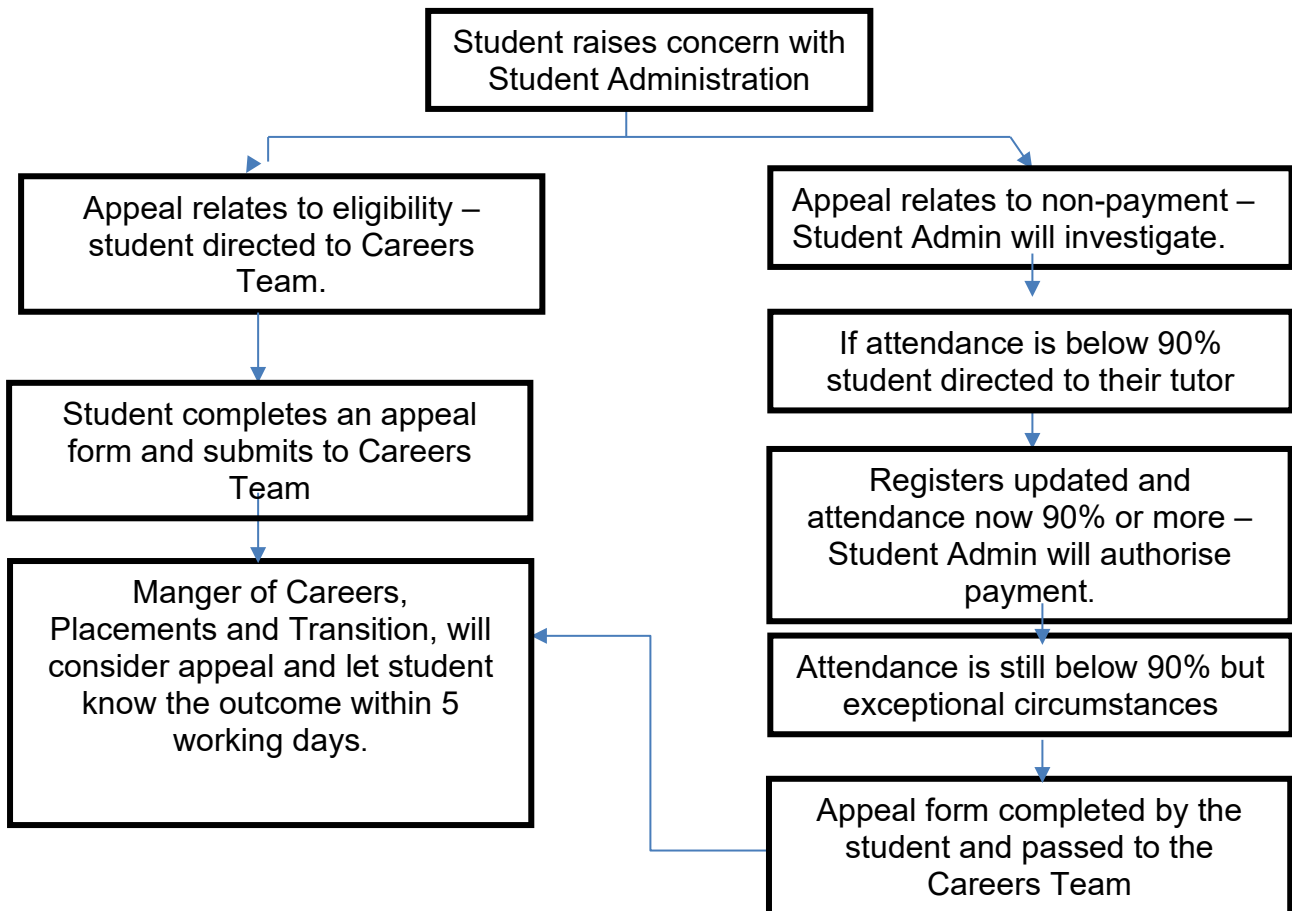 Student raises concern with
Student Administration
Appeal relates to eligibility –
student directed to Careers
Team.
Student completes an appeal
form and submits to Careers
Team
Manger of Careers,
Placements and Transition, will
consider appeal and let student
know the outcome within 5
working days.
Appeal relates to non-payment –
Student Admin will investigate.
If attendance is below 90%
student directed to their tutor
Registers updated and
attendance now 90% or more –
Student Admin will authorise
payment.
Attendance is still below 90% but
exceptional circumstances
Appeal form completed by the
student and passed to the
Careers Team